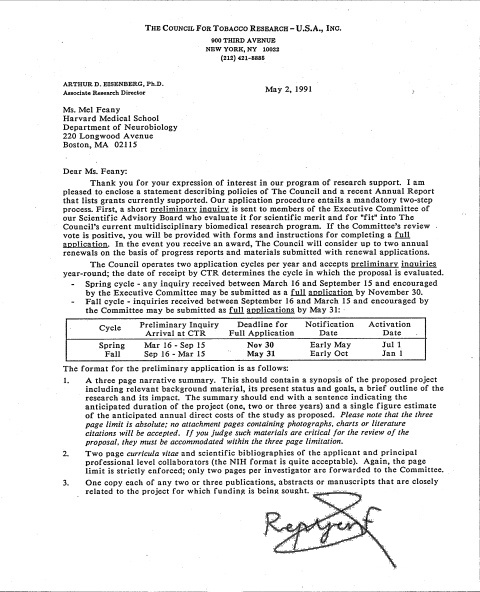 THE COUNCIL FOR TOBACCO RESEARCH – U.S.A., INC.
900 THIRD AVENUE
NEW YORK, NY 10022
(212) 421-8885
ARTHUR D. EISENBERG, Ph.D.
Associate Research Director
May 2, 1991
Ms. Mel Feany
Harvard Medical School
Department of Neurobiology
220 Longwood Avenue
Boston, MA 02115
Dear Ms. Feany:
Thank you for your expression of interest in our program of research support. I am
pleased to enclose a statement describing policies of The Council and a recent Annual Report
that lists grants currently supported. Our application procedure entails a mandatory two-step
process. First, a short preliminary inquiry is sent to members of the Executive Committee of
our Scientific Advisory Board who evaluate it for scientific merit and for "fit" into The
Council's current multidisciplinary biomedical research program. If the Committee's review
vote is positive, you will be provided with forms and instructions for completing a full
application. In the event you receive an award, The Council will consider up to two annual
renewals on the basis of progress reports and materials submitted with renewal applications.
The Council operates two application cycles per year and accepts preliminary inquiries
year-round; the date of receipt by CTR determines the cycle in which the proposal is evaluated.
- Spring cycle - any inquiry received between March 16 and September 15 and encouraged
by the Executive Committee may be submitted as a full application by November 30.
- Fall cycle - inquiries received between September 16 and March 15 and encouraged by
the Committee may be submitted as full applications by May 31:
Cycle Preliminary Inquiry Arrival at CTR Deadline for Full Application Notification Date Activation Date
Spring Mar 16 - Sep 15 Nov 30 Early May Jul 1
Fall Sep 16 - Mar 15 May 31 Early Oct Jan 1
The format for the preliminary application is as follows:
1. A three page narrative summary. This should contain a synopsis of the proposed project
including relevant background material, its present status and goals, a brief outline of the
research and its impact. The summary should end with a sentence indicating the
anticipated duration of the project (one, two or three years) and a single figure estimate
of the anticipated annual direct costs of the study as proposed. Please note that the three
page limit is absolute; no attachment pages containing photographs, charts or literature
citations will be accepted. If you judge such materials are critical for the review of the
proposal, they must be accommodated within the three page limitation.
2. Two page curricula vitae and scientific bibliographies of the applicant and principal
professional level collaborators (the NIH format is quite acceptable). Again, the page
limit is strictly enforced; only two pages per investigator are forwarded to the Committee.
3. One copy each of any two or three publications, abstracts or manuscripts that are closely
related to the project for which funding is being sought.